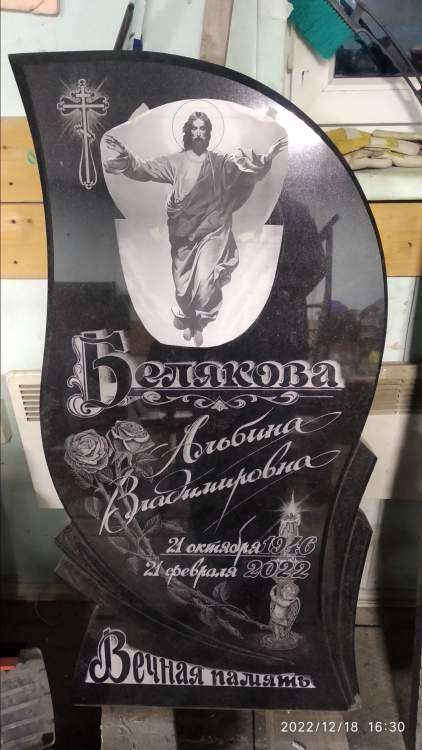 Белякова
Альбина
Владимировна
21 октября 1946
21 февраля 2022
Вечная память
2022/12/18 16:30